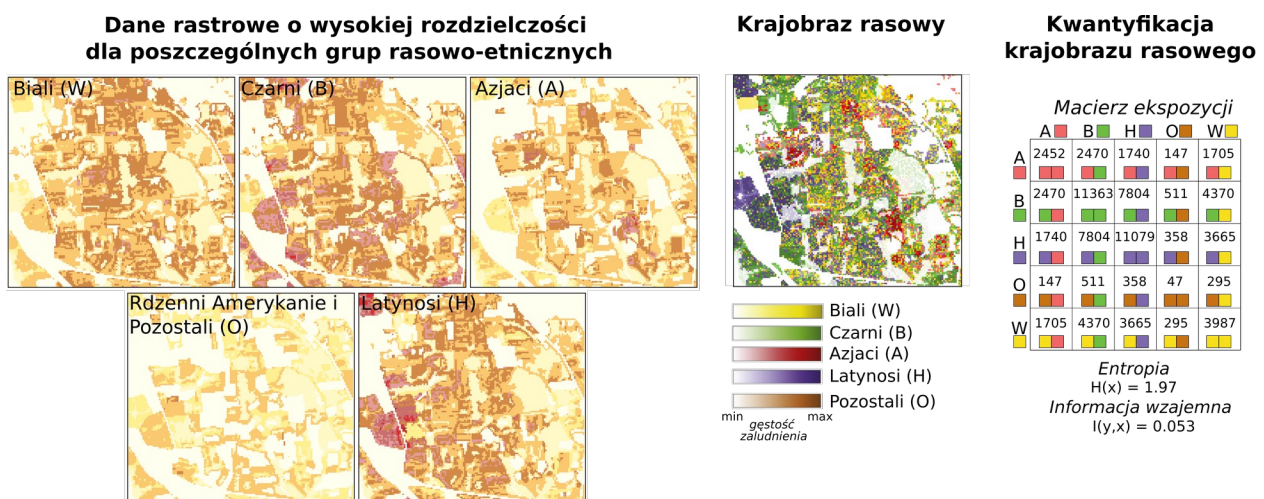 Dane rastrowe o wysokiej rozdzielczości
dla poszczególnych grup rasowo-etnicznych
Biali (W)
Czarni (B)
Azjaci (A)
Rdzenni Amerykanie i
Pozostali (O)
Latynosi (H)
Krajobraz rasowy
Biali (W)
Czarni (B)
Azjaci (A)
Latynosi (H)
Pozostali (O)
min max
gęstość
zaludnienia
Kwantyfikacja
krajobrazu rasowego
Macierz ekspozycji
A B H O W
A 2452 2470 1740 147 1705
B 2470 11363 7804 511 4370
H 1740 7804 11079 358 3665
O 147 511 358 47 295
W 1705 4370 3665 295 3987
Entropia
H(x) = 1.97
Informacja wzajemna
I(y,x) = 0.053